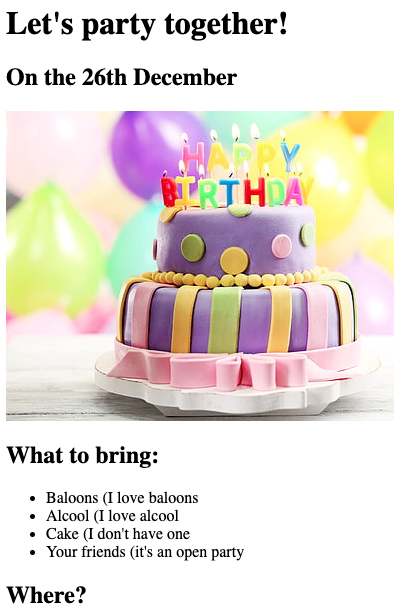 Let's party together!
On the 26th December
HAPPY
BIRTHDAY
What to bring:
Baloons (I love baloons
Alcool (I love alcool
Cake (I don't have one
Your friends (it's an open party
Where?